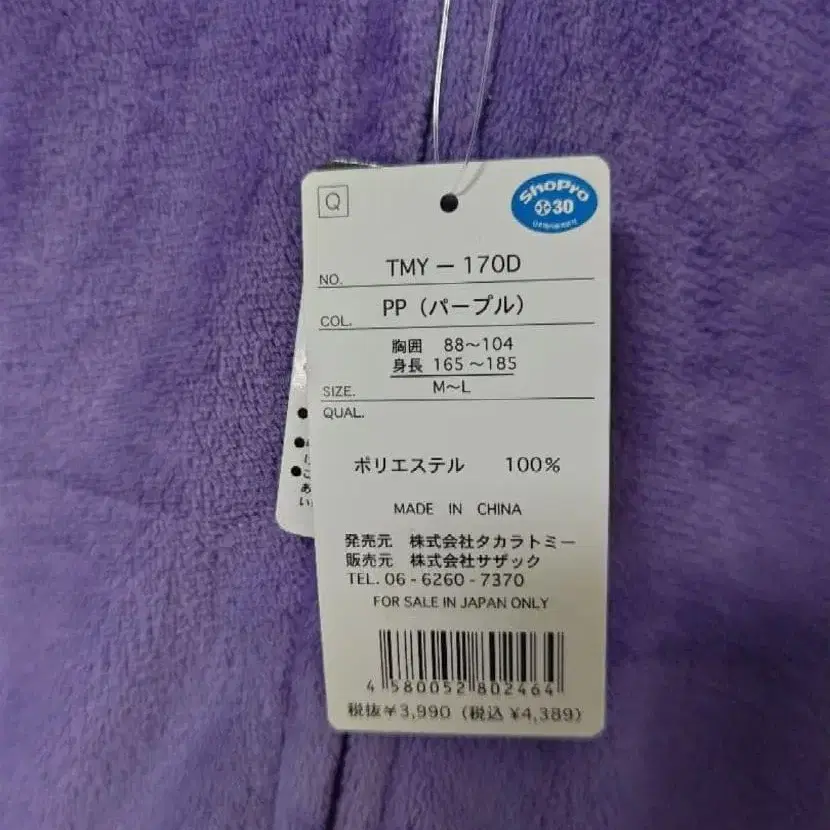 Q
ShoPro
30
NO. TMY－170D
COL. PP（パープル）
胸囲 88～104
身長 165～185
SIZE. M～L
QUAL.
ポリエステル 100%
MADE IN CHINA
発売元 株式会社タカラトミー
販売元 株式会社サザック
TEL. 06-6260-7370
FOR SALE IN JAPAN ONLY
4 580052 802464
税抜¥3,990（税込 ¥4,389）